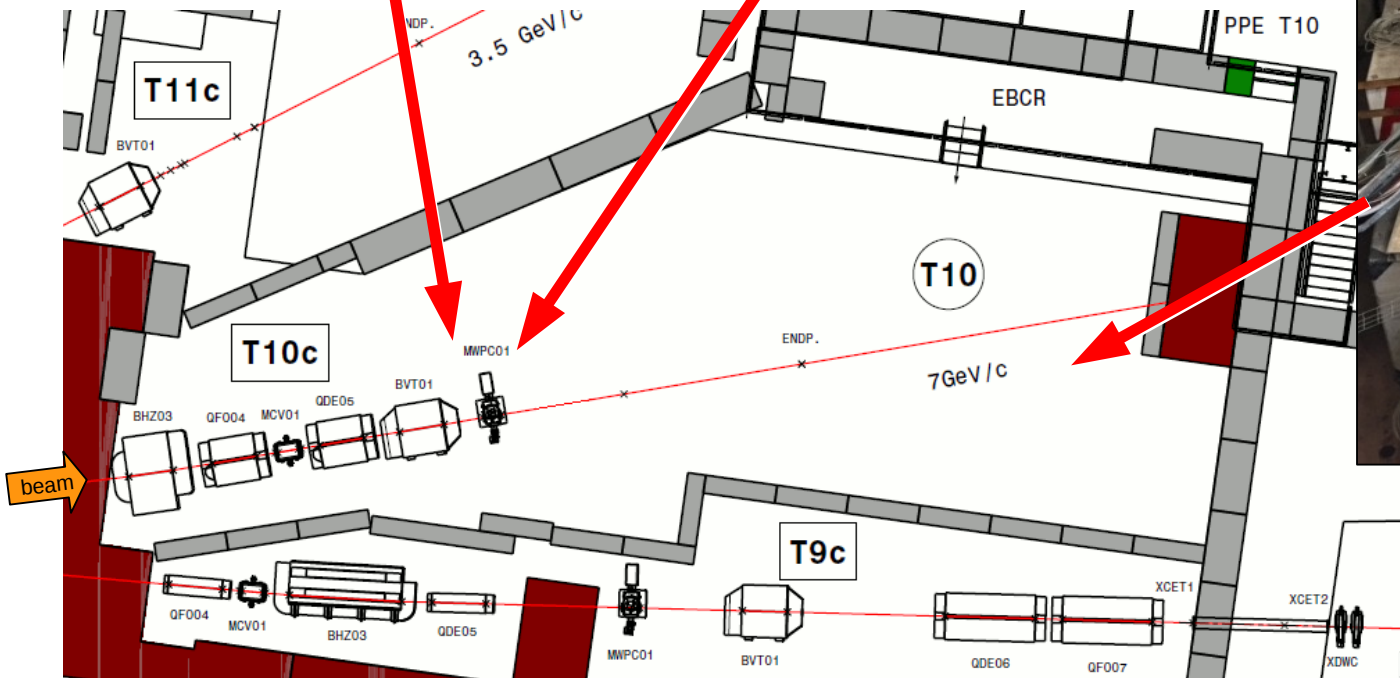 NDP.
3.5 GeV/c
PPE T10
T11c
EBCR
BVT01
T10
T10c
ENDP.
MWPC01
7GeV/c
BVT01
QDE05
MCV01
QF004
BHZ03
beam
T9c
XCET1
XCET2
QF004
MCV01
BHZ03
QDE05
MWPC01
BVT01
QDE06
QF007
XDWC